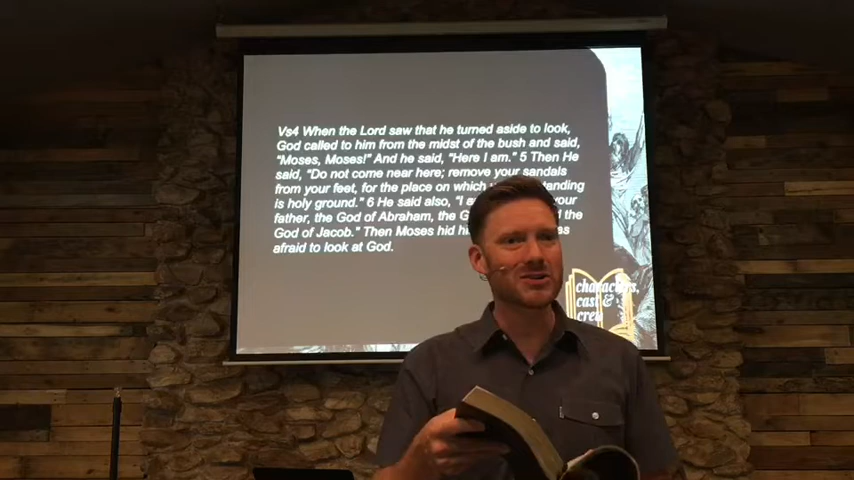 Vs4 When the Lord saw that he turned aside to look,
God called to him from the midst of the bush and said,
"Moses, Moses!" And he said, "Here I am." 5 Then He
said, "Do not come near here; remove your sandals
from your feet, for the place on which standing
is holy ground." 6 He said also, "I your
father, the God of Abraham, the the
God of Jacob." Then Moses hid
afraid to look at God.
characters,
cast &
crew